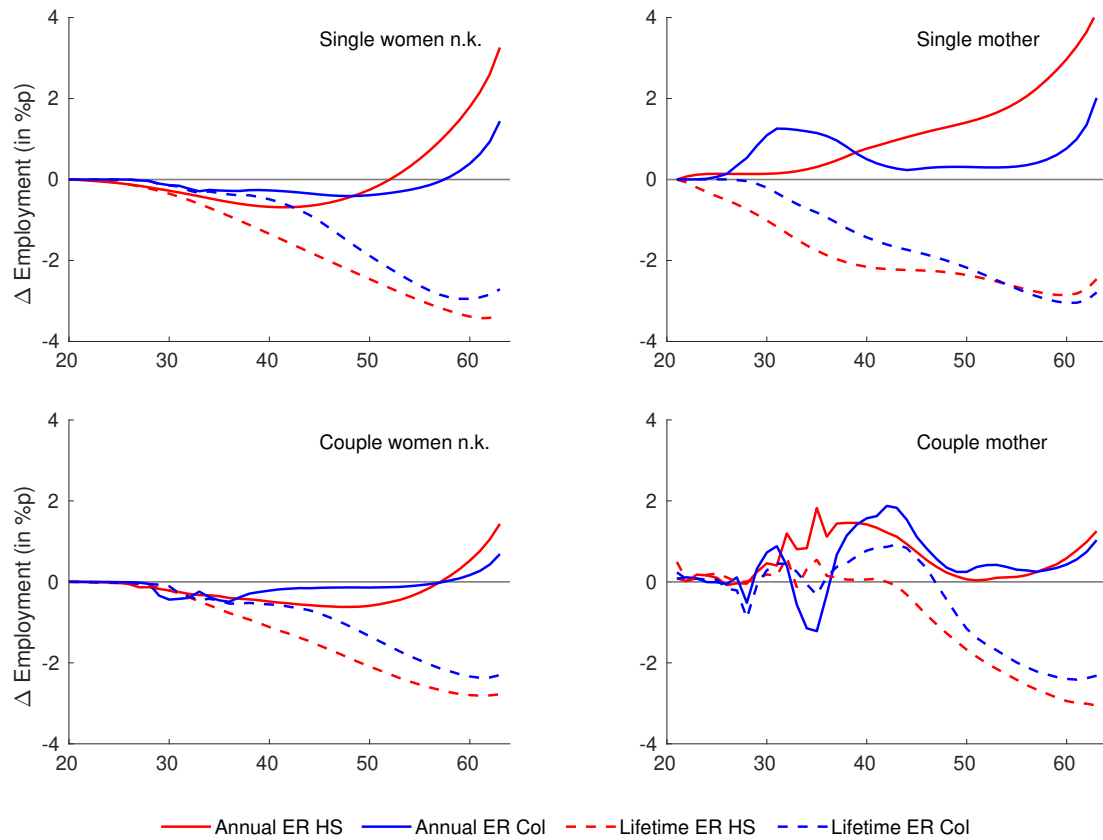 Single women n.k.
Δ Employment (in %p)
4
2
0
-2
-4
20 30 40 50 60
Single mother
4
2
0
-2
-4
20 30 40 50 60
Couple women n.k.
Δ Employment (in %p)
4
2
0
-2
-4
20 30 40 50 60
Couple mother
4
2
0
-2
-4
20 30 40 50 60
Annual ER HS Annual ER Col Lifetime ER HS Lifetime ER Col